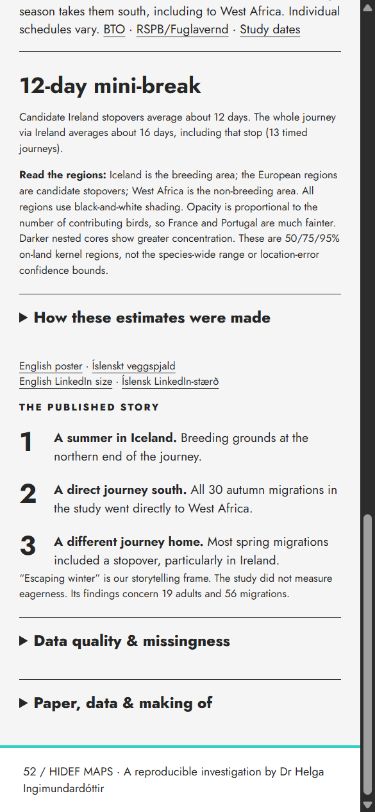 season takes them south, including to West Africa. Individual
schedules vary. BTO · RSPB/Fuglavernd · Study dates
12-day mini-break
Candidate Ireland stopovers average about 12 days. The whole journey
via Ireland averages about 16 days, including that stop (13 timed
journeys).
Read the regions: Iceland is the breeding area; the European regions
are candidate stopovers; West Africa is the non-breeding area. All
regions use black-and-white shading. Opacity is proportional to the
number of contributing birds, so France and Portugal are much fainter.
Darker nested cores show greater concentration. These are 50/75/95%
on-land kernel regions, not the species-wide range or location-error
confidence bounds.
▶ How these estimates were made
English poster · Íslenskt veggspjald
English LinkedIn size · Íslensk LinkedIn-stærð
THE PUBLISHED STORY
1 A summer in Iceland. Breeding grounds at the
northern end of the journey.
2 A direct journey south. All 30 autumn migrations in
the study went directly to West Africa.
3 A different journey home. Most spring migrations
included a stopover, particularly in Ireland.
"Escaping winter" is our storytelling frame. The study did not measure
eagerness. Its findings concern 19 adults and 56 migrations.
▶ Data quality & missingness
▶ Paper, data & making of
52 / HIDEF MAPS · A reproducible investigation by Dr Helga
Ingimundardóttir